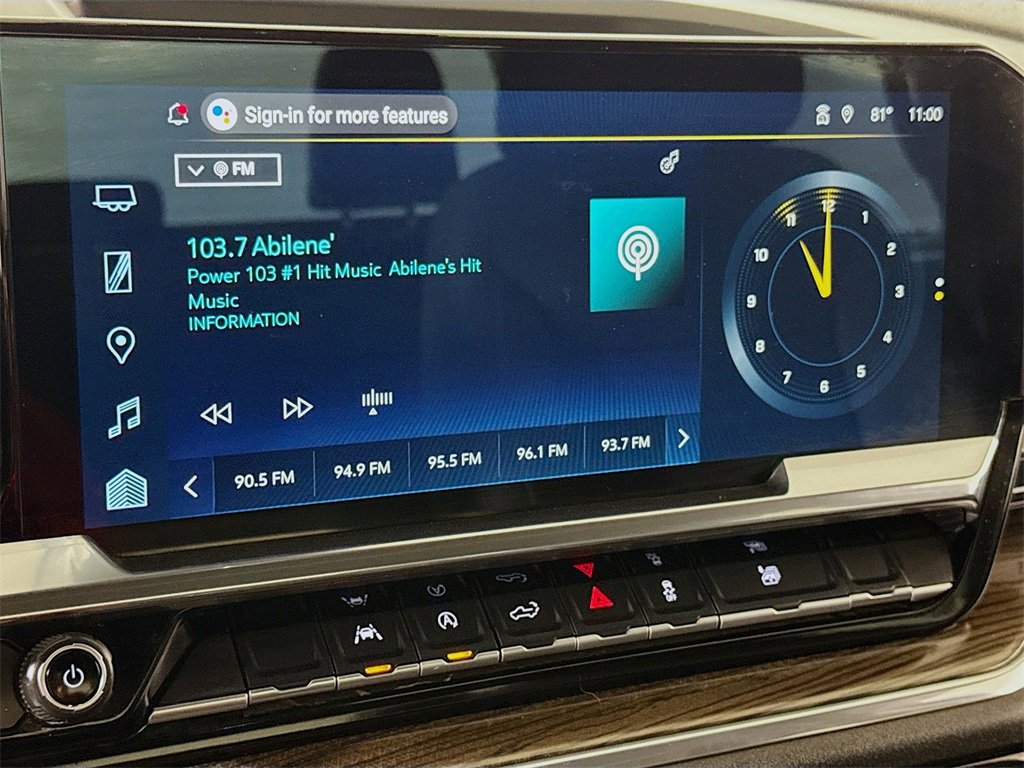 Sign-in for more features
81° 11:00
FM
103.7 Abilene'
Power 103 #1 Hit Music Abilene's Hit
Music
INFORMATION
90.5 FM
94.9 FM
95.5 FM
96.1 FM
93.7 FM
12
1
2
3
4
5
6
7
8
9
10
11
A
OFF